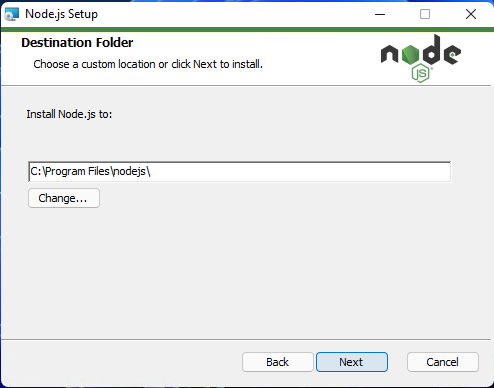 Node.js Setup
Destination Folder
Choose a custom location or click Next to install.
node
JS
Install Node.js to:
C:\Program Files\nodejs\
Change...
Back
Next
Cancel